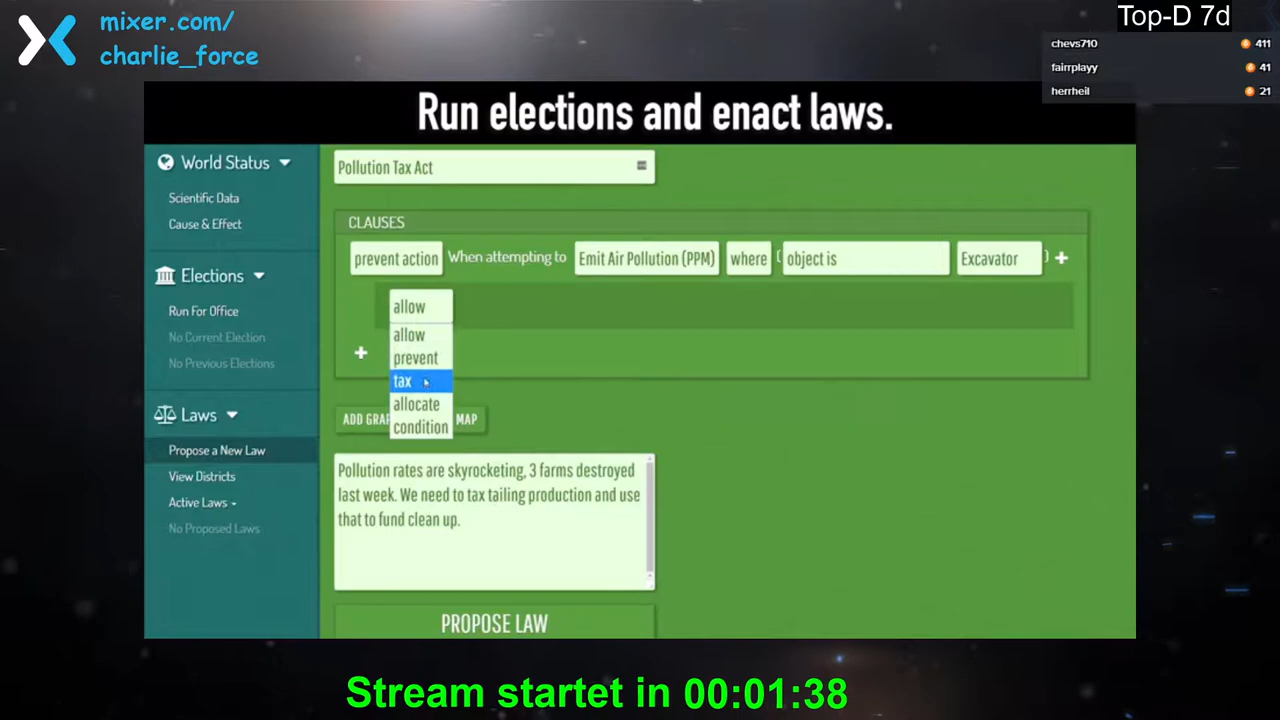 mixer.com/
charlie_force
Top-D 7d
chevs710 411
fairrplayy 41
herrheil 21
Run elections and enact laws.
World Status
Scientific Data
Cause & Effect
Elections
Run For Office
No Current Election
No Previous Elections
Laws
Propose a New Law
View Districts
Active Laws
No Proposed Laws
Pollution Tax Act
CLAUSES
prevent action When attempting to Emit Air Pollution (PPM) where ( object is Excavator ) +
allow
allow
prevent
tax
allocate
condition
+
ADD GRA MAP
Pollution rates are skyrocketing, 3 farms destroyed
last week. We need to tax tailing production and use
that to fund clean up.
PROPOSE LAW
Stream startet in 00:01:38